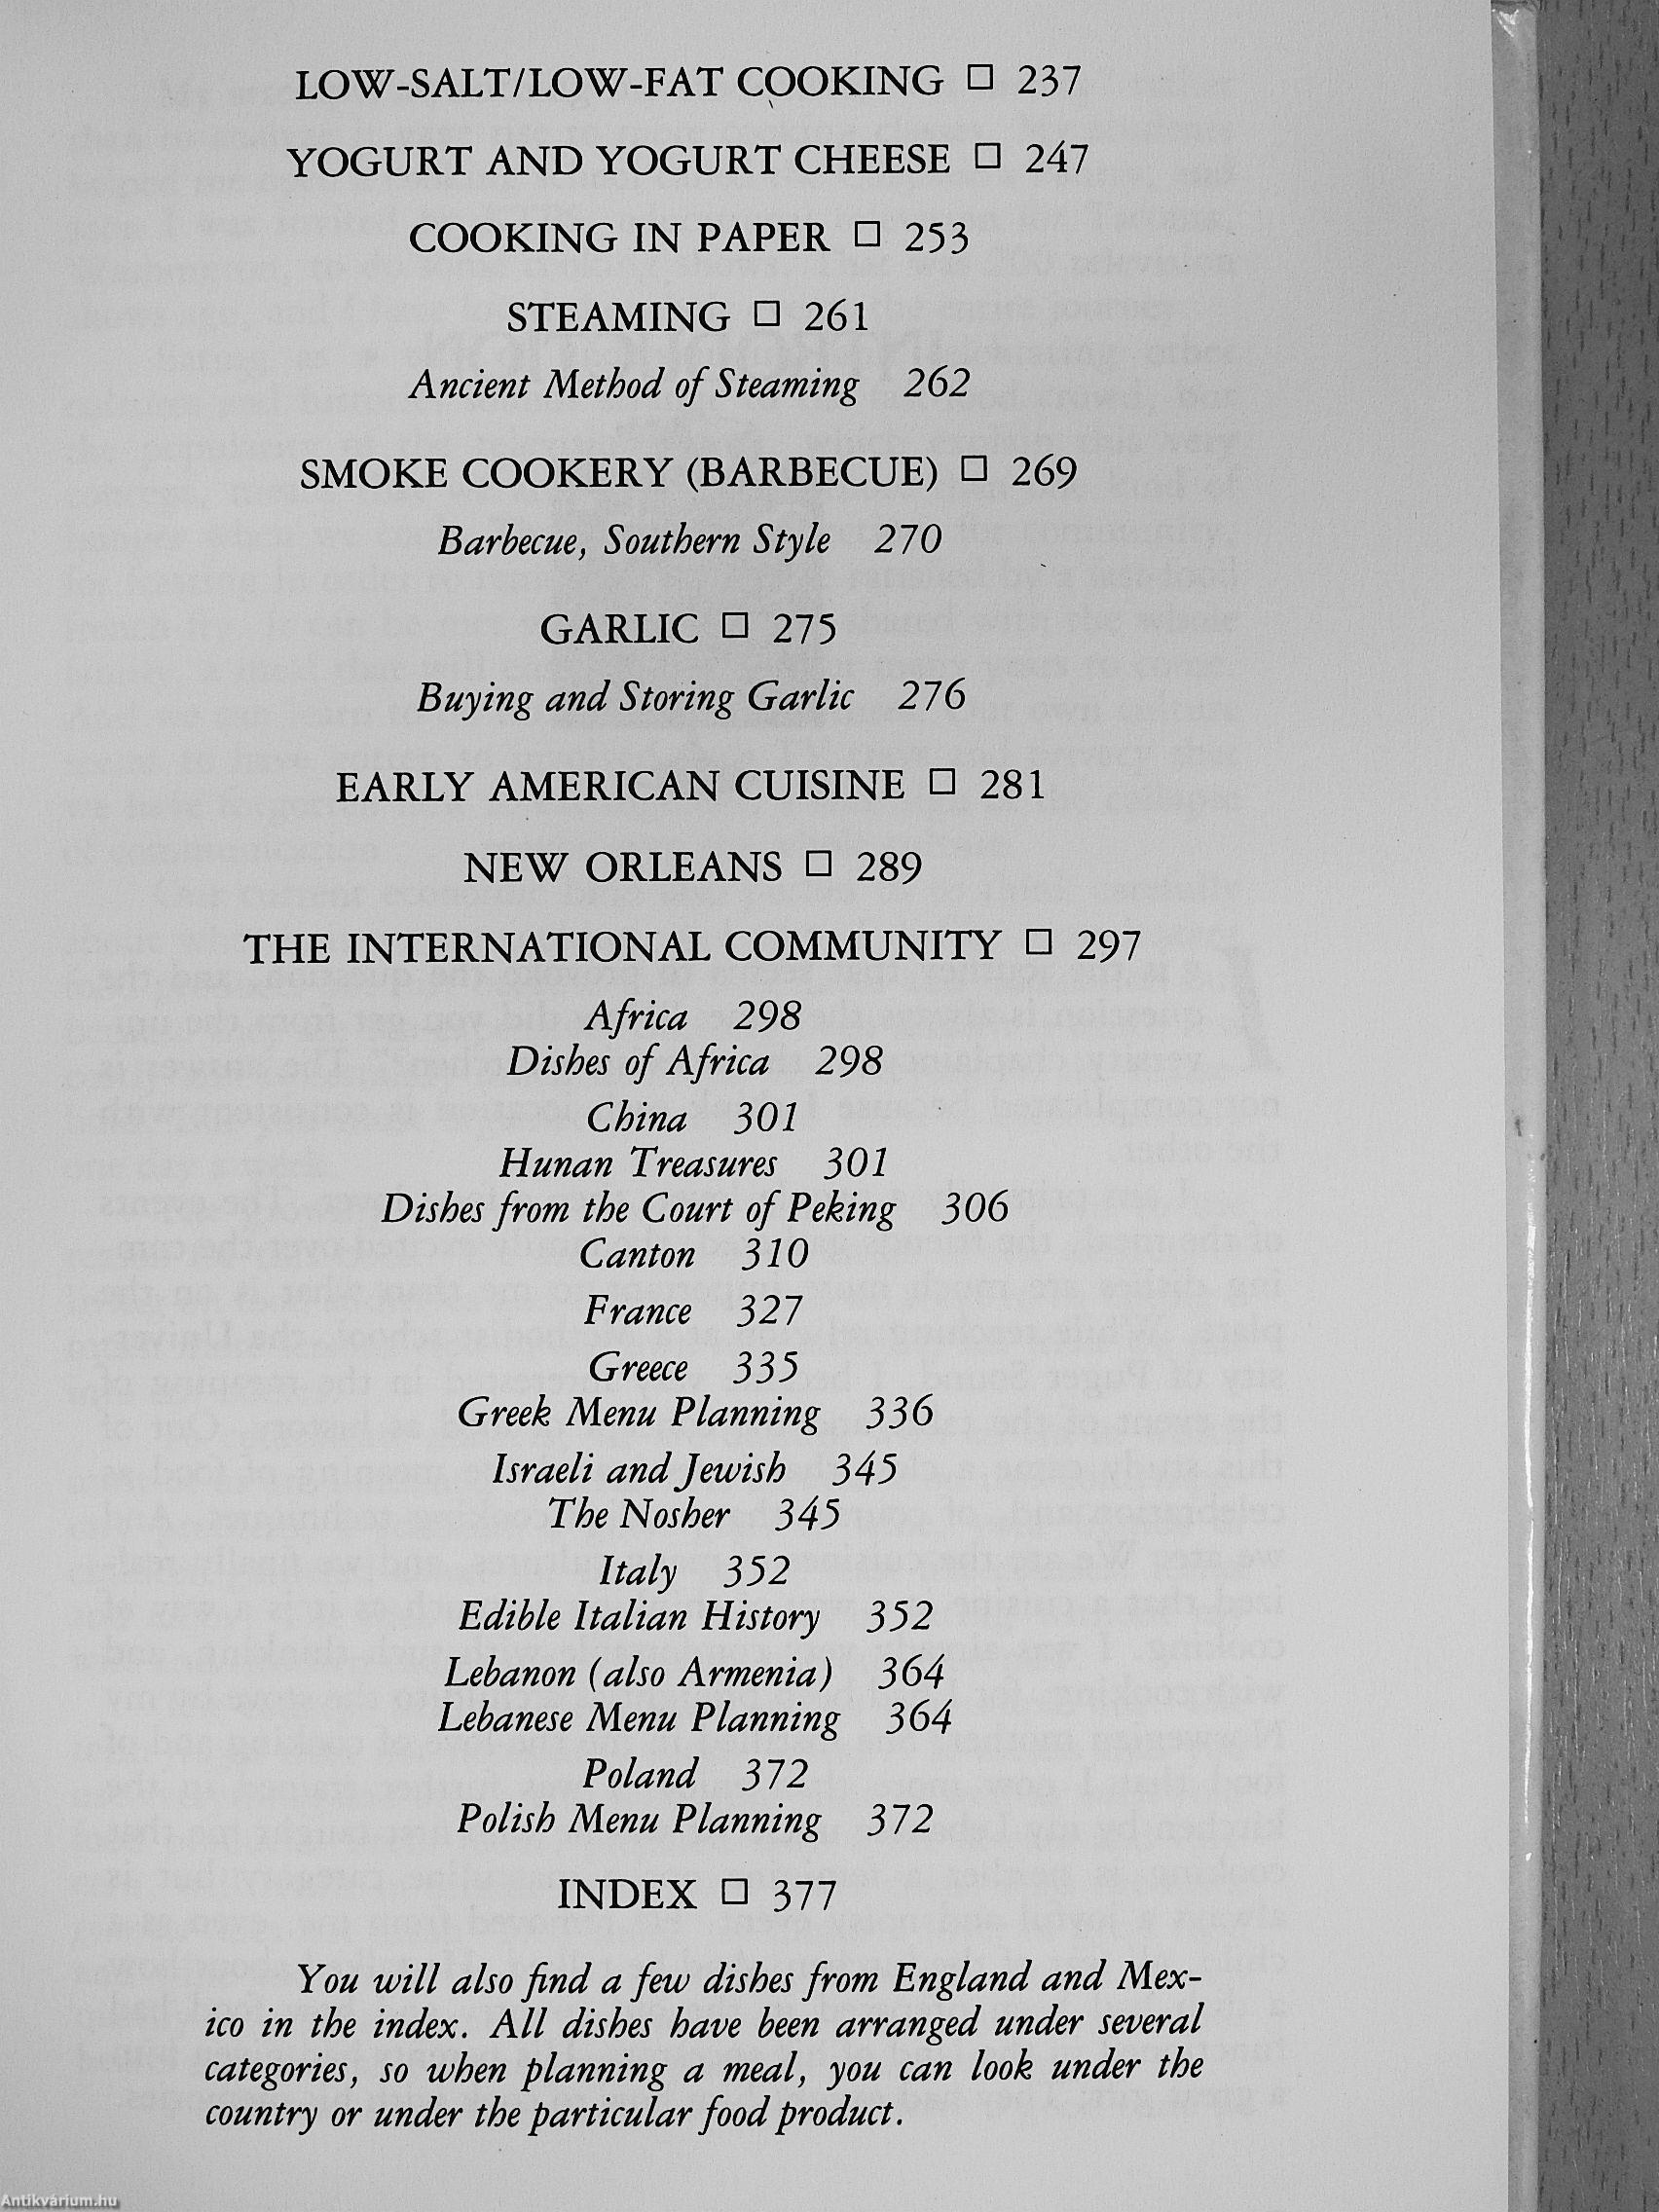 LOW-SALT/LOW-FAT COOKING □ 237
YOGURT AND YOGURT CHEESE □ 247
COOKING IN PAPER □ 253
STEAMING □ 261
Ancient Method of Steaming 262
SMOKE COOKERY (BARBECUE) □ 269
Barbecue, Southern Style 270
GARLIC □ 275
Buying and Storing Garlic 276
EARLY AMERICAN CUISINE □ 281
NEW ORLEANS □ 289
THE INTERNATIONAL COMMUNITY □ 297
Africa 298
Dishes of Africa 298
China 301
Hunan Treasures 301
Dishes from the Court of Peking 306
Canton 310
France 327
Greece 335
Greek Menu Planning 336
Israeli and Jewish 345
The Nosher 345
Italy 352
Edible Italian History 352
Lebanon (also Armenia) 364
Lebanese Menu Planning 364
Poland 372
Polish Menu Planning 372
INDEX □ 377
You will also find a few dishes from England and Mex-
ico in the index. All dishes have been arranged under several
categories, so when planning a meal, you can look under the
country or under the particular food product.
Antikvárium.hu